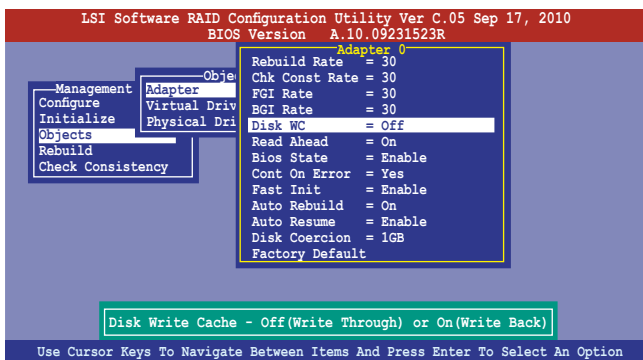 LSI Software RAID Configuration Utility Ver C.05 Sep 17, 2010
BIOS Version A.10.09231523R
Management
Configure
Initialize
Objects
Rebuild
Check Consistency
Obje
Adapter
Virtual Driv
Physical Dri
Adapter 0
Rebuild Rate = 30
Chk Const Rate = 30
FGI Rate = 30
BGI Rate = 30
Disk WC = Off
Read Ahead = On
Bios State = Enable
Cont On Error = Yes
Fast Init = Enable
Auto Rebuild = On
Auto Resume = Enable
Disk Coercion = 1GB
Factory Default
Disk Write Cache - Off(Write Through) or On(Write Back)
Use Cursor Keys To Navigate Between Items And Press Enter To Select An Option